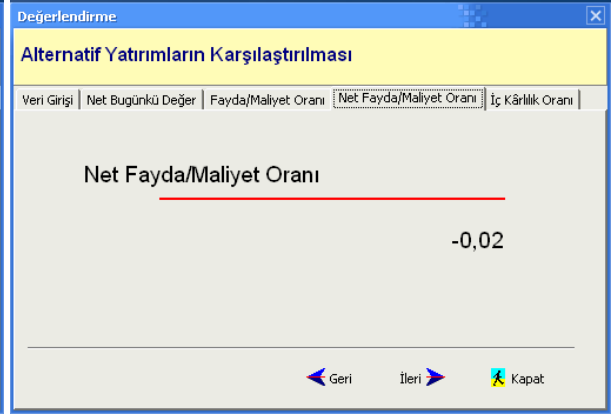 Değerlendirme
Alternatif Yatırımların Karşılaştırılması
Veri Girişi Net Bugünkü Değer Fayda/Maliyet Oranı Net Fayda/Maliyet Oranı İç Kârlılık Oranı
Net Fayda/Maliyet Oranı
-0,02
Geri İleri Kapat